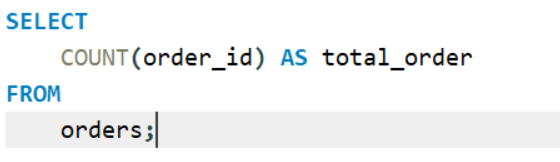 SELECT
    COUNT(order_id) AS total_order
FROM
    orders;